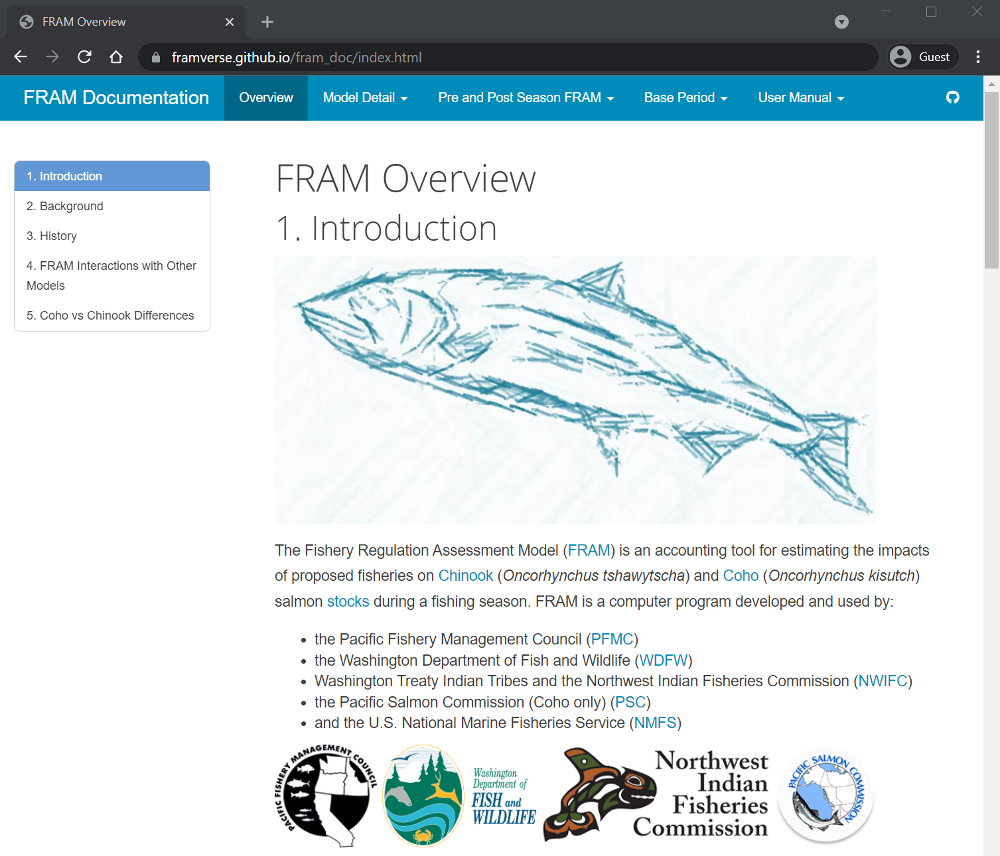 FRAM Overview
framverse.github.io/fram_doc/index.html
Guest
FRAM Documentation
Overview
Model Detail
Pre and Post Season FRAM
Base Period
User Manual
1. Introduction
2. Background
3. History
4. FRAM Interactions with Other
Models
5. Coho vs Chinook Differences
FRAM Overview
1. Introduction
The Fishery Regulation Assessment Model (FRAM) is an accounting tool for estimating the impacts
of proposed fisheries on Chinook (Oncorhynchus tshawytscha) and Coho (Oncorhynchus kisutch)
salmon stocks during a fishing season. FRAM is a computer program developed and used by:
• the Pacific Fishery Management Council (PFMC)
• the Washington Department of Fish and Wildlife (WDFW)
• Washington Treaty Indian Tribes and the Northwest Indian Fisheries Commission (NWIFC)
• the Pacific Salmon Commission (Coho only) (PSC)
• and the U.S. National Marine Fisheries Service (NMFS)
PACIFIC FISHERY MANAGEMENT COUNCIL
Washington
Department of
FISH and
WILDLIFE
Northwest
Indian
Fisheries
Commission
PACIFIC SALMON COMMISSION